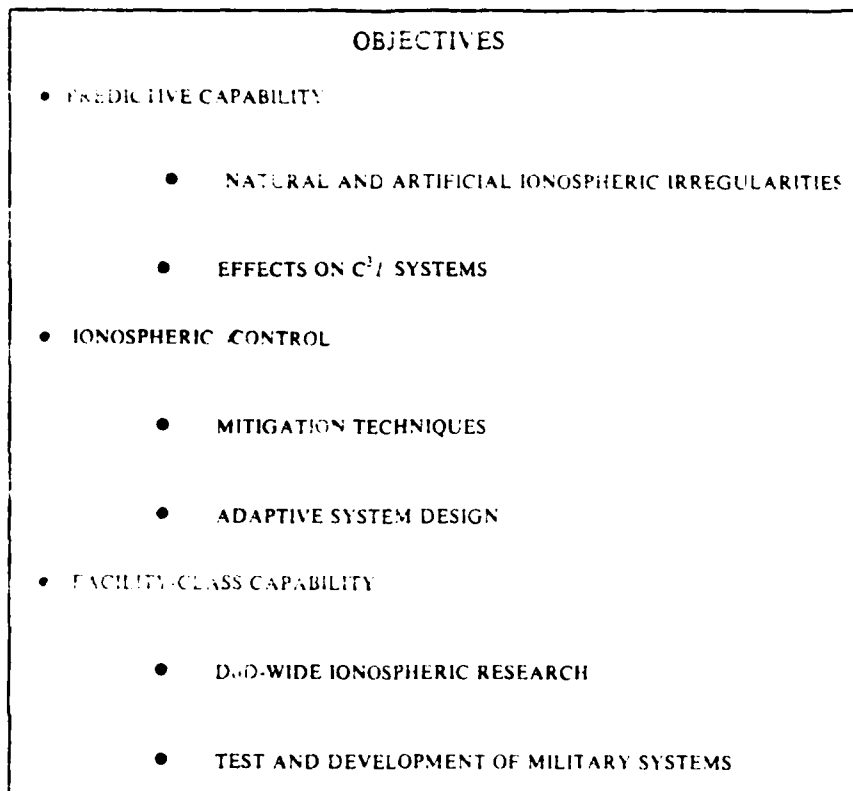 OBJECTIVES
• PREDICTIVE CAPABILITY
• NATURAL AND ARTIFICIAL IONOSPHERIC IRREGULARITIES
• EFFECTS ON C³I SYSTEMS
• IONOSPHERIC CONTROL
• MITIGATION TECHNIQUES
• ADAPTIVE SYSTEM DESIGN
• FACILITY-CLASS CAPABILITY
• DoD-WIDE IONOSPHERIC RESEARCH
• TEST AND DEVELOPMENT OF MILITARY SYSTEMS